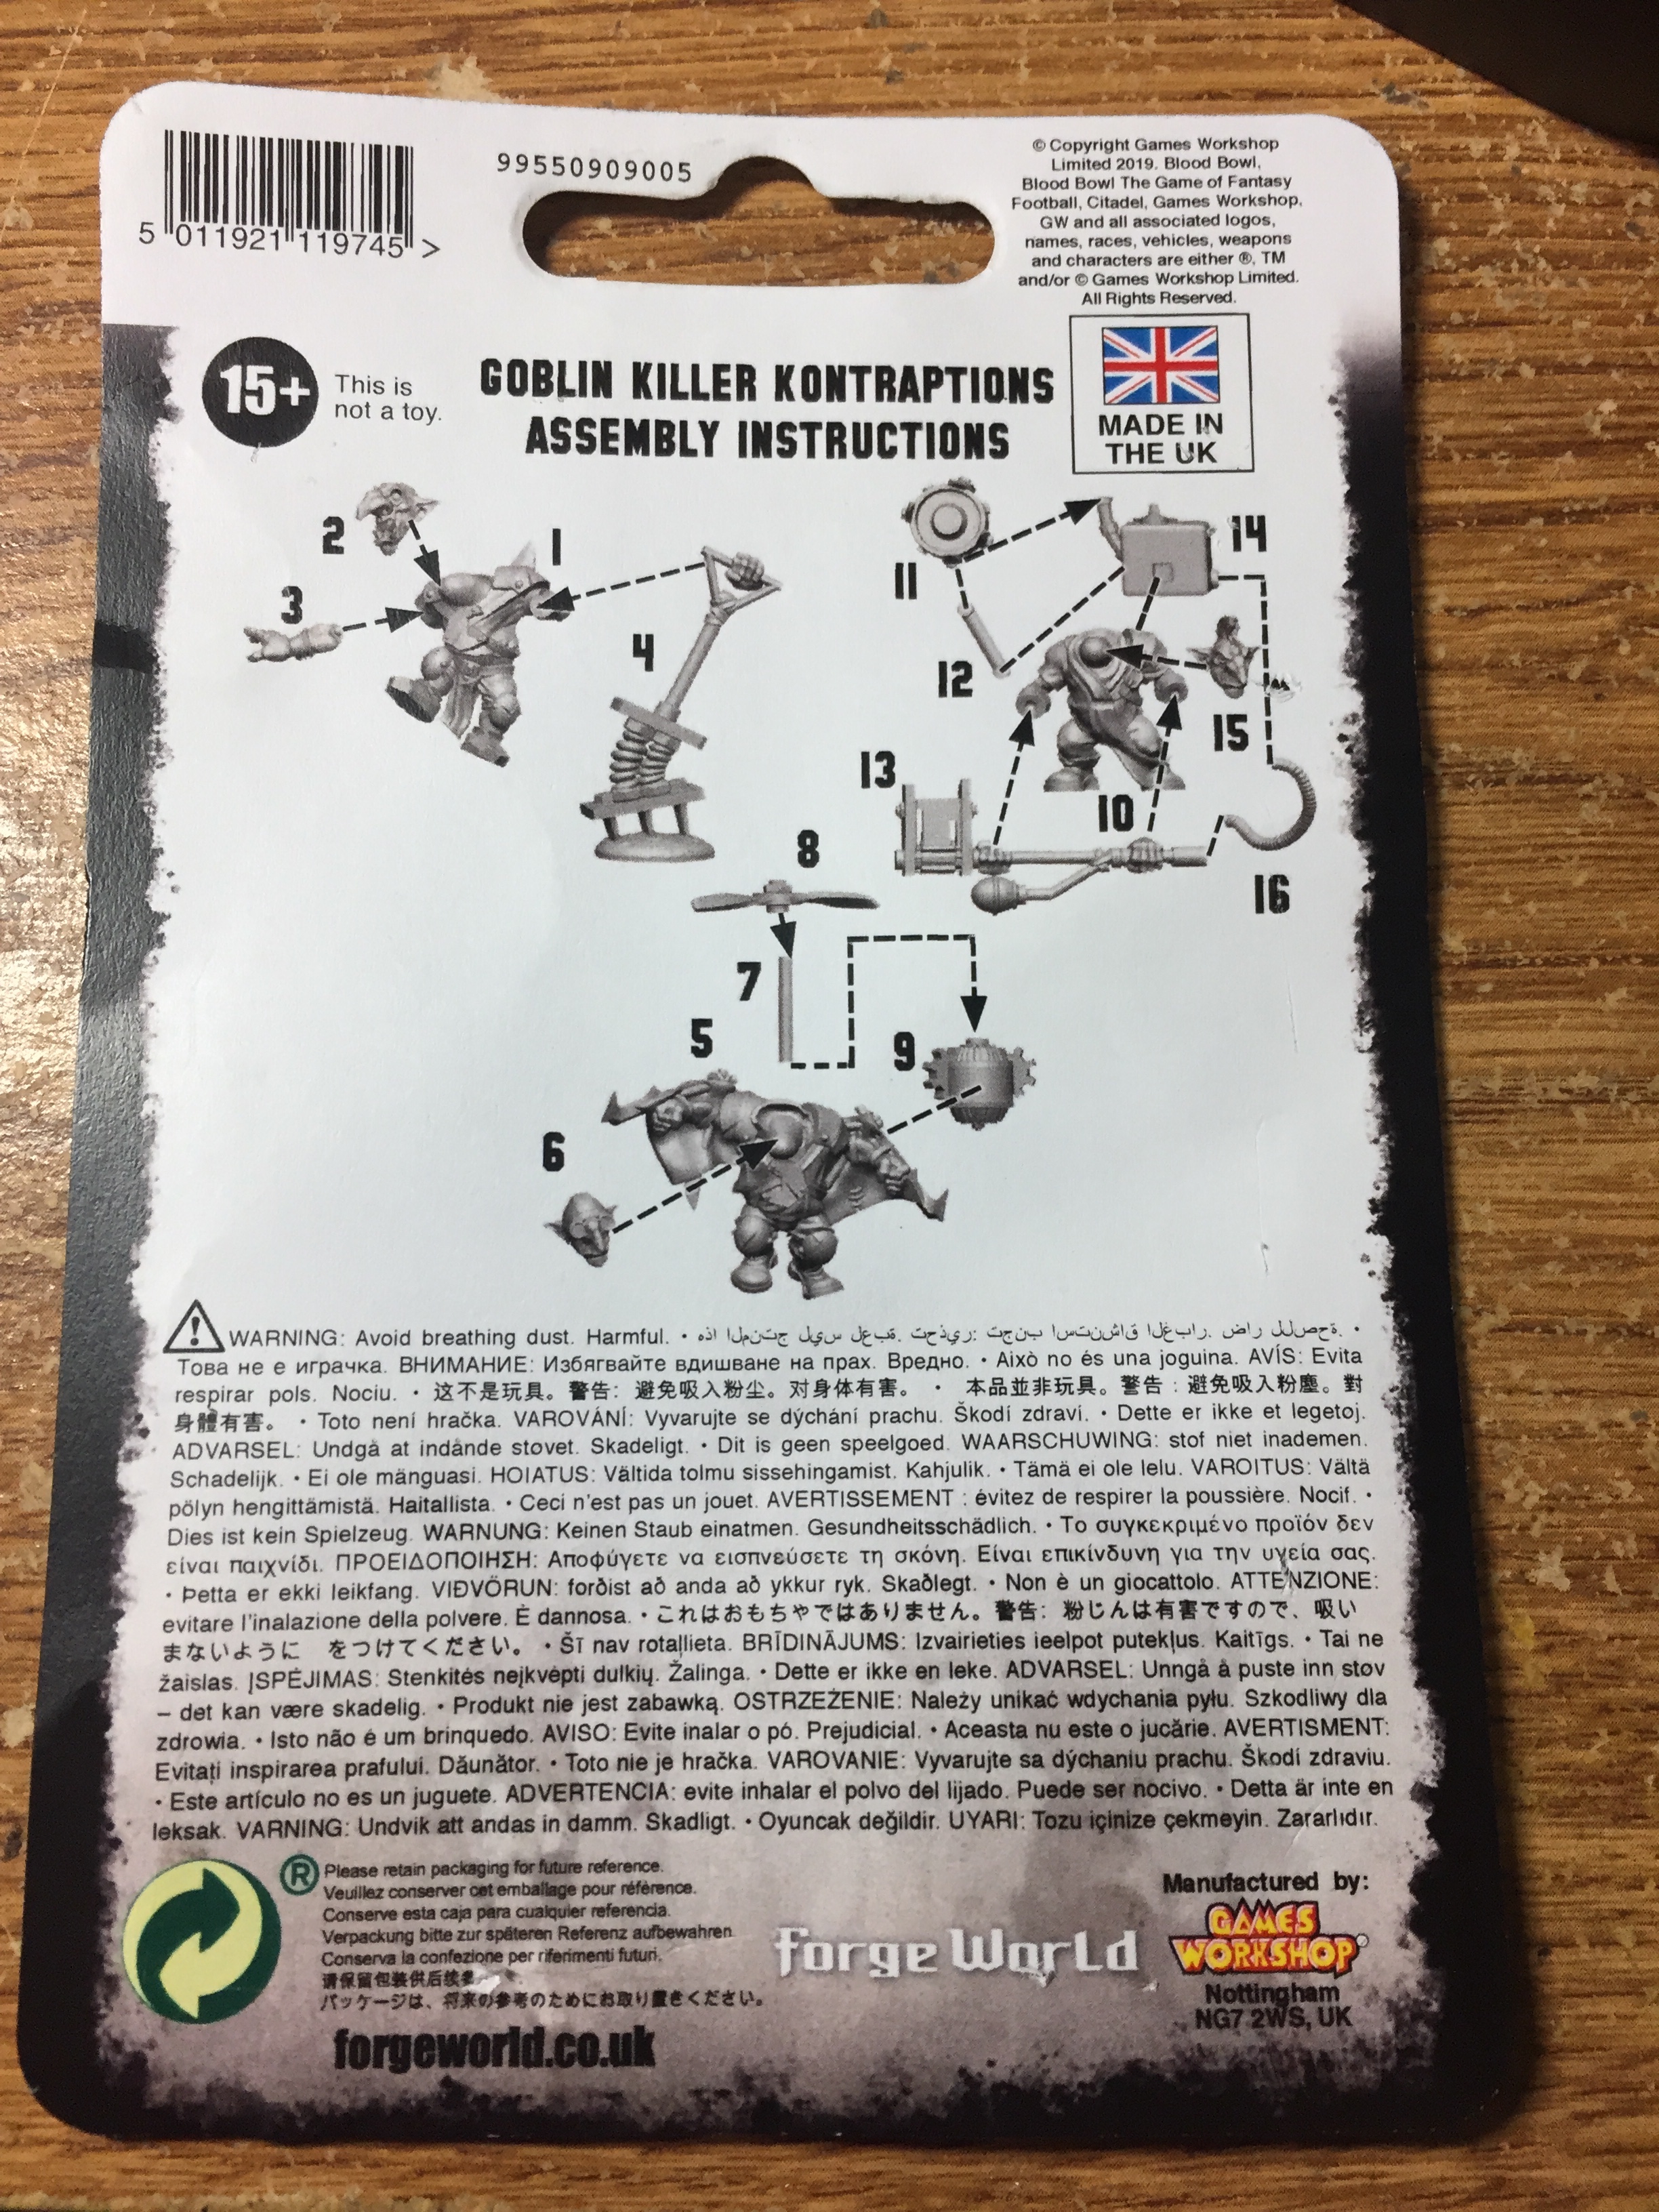 99550909005
5 011921 119745 >
© Copyright Games Workshop
Limited 2019. Blood Bowl,
Blood Bowl The Game of Fantasy
Football, Citadel, Games Workshop,
GW and all associated logos,
names, races, vehicles, weapons
and characters are either ®, TM
and/or © Games Workshop Limited.
All Rights Reserved.
15+
This is
not a toy.
GOBLIN KILLER KONTRAPTIONS
ASSEMBLY INSTRUCTIONS
MADE IN
THE UK
2
1
3
4
11
14
12
15
13
10
16
8
7
5
9
6
WARNING: Avoid breathing dust. Harmful. • هذا المنتج ليس لعبة. تحذير: تجنب استنشاق الغبار. ضار للصحة. •
Това не е играчка. ВНИМАНИЕ: Избягвайте вдишване на прах. Вредно. • Això no és una joguina. AVÍS: Evita
respirar pols. Nociu. • 这不是玩具。警告: 避免吸入粉尘。对身体有害。 • 本品並非玩具。警告：避免吸入粉塵。對
身體有害。 • Toto není hračka. VAROVÁNÍ: Vyvarujte se dýchání prachu. Škodí zdraví. • Dette er ikke et legetøj.
ADVARSEL: Undgå at indånde støvet. Skadeligt. • Dit is geen speelgoed. WAARSCHUWING: stof niet inademen.
Schadelijk. • Ei ole mänguasi. HOIATUS: Vältida tolmu sissehingamist. Kahjulik. • Tämä ei ole lelu. VAROITUS: Vältä
pölyn hengittämistä. Haitallista. • Ceci n'est pas un jouet. AVERTISSEMENT : évitez de respirer la poussière. Nocif. •
Dies ist kein Spielzeug. WARNUNG: Keinen Staub einatmen. Gesundheitsschädlich. • Το συγκεκριμένο προϊόν δεν
είναι παιχνίδι. ΠΡΟΕΙΔΟΠΟΙΗΣΗ: Αποφύγετε να εισπνεύσετε τη σκόνη. Είναι επικίνδυνη για την υγεία σας.
• Þetta er ekki leikfang. VIÐVÖRUN: forðist að anda að ykkur ryk. Skaðlegt. • Non è un giocattolo. ATTENZIONE:
evitare l'inalazione della polvere. È dannosa. • これはおもちゃではありません。警告: 粉じんは有害ですので、吸い
まないように をつけてください。 • Šī nav rotaļlieta. BRĪDINĀJUMS: Izvairieties ieelpot putekļus. Kaitīgs. • Tai ne
žaislas. ĮSPĖJIMAS: Stenkitės neįkvėpti dulkių. Žalinga. • Dette er ikke en leke. ADVARSEL: Unngå å puste inn støv
– det kan være skadelig. • Produkt nie jest zabawką. OSTRZEŻENIE: Należy unikać wdychania pyłu. Szkodliwy dla
zdrowia. • Isto não é um brinquedo. AVISO: Evite inalar o pó. Prejudicial. • Aceasta nu este o jucărie. AVERTISMENT:
Evitați inspirarea prafului. Dăunător. • Toto nie je hračka. VAROVANIE: Vyvarujte sa dýchaniu prachu. Škodí zdraviu.
• Este artículo no es un juguete. ADVERTENCIA: evite inhalar el polvo del lijado. Puede ser nocivo. • Detta är inte en
leksak. VARNING: Undvik att andas in damm. Skadligt. • Oyuncak değildir. UYARI: Tozu içinize çekmeyin. Zararlıdır.
®
Please retain packaging for future reference.
Veuillez conserver cet emballage pour référence.
Conserve esta caja para cualquier referencia.
Verpackung bitte zur späteren Referenz aufbewahren.
Conserva la confezione per riferimenti futuri.
请保留包装供后续
パッケージは、将来の参考のためにお取り置きください。
forgeworld.co.uk
Forge World
Manufactured by:
GAMES
WORKSHOP
Nottingham
NG7 2WS, UK